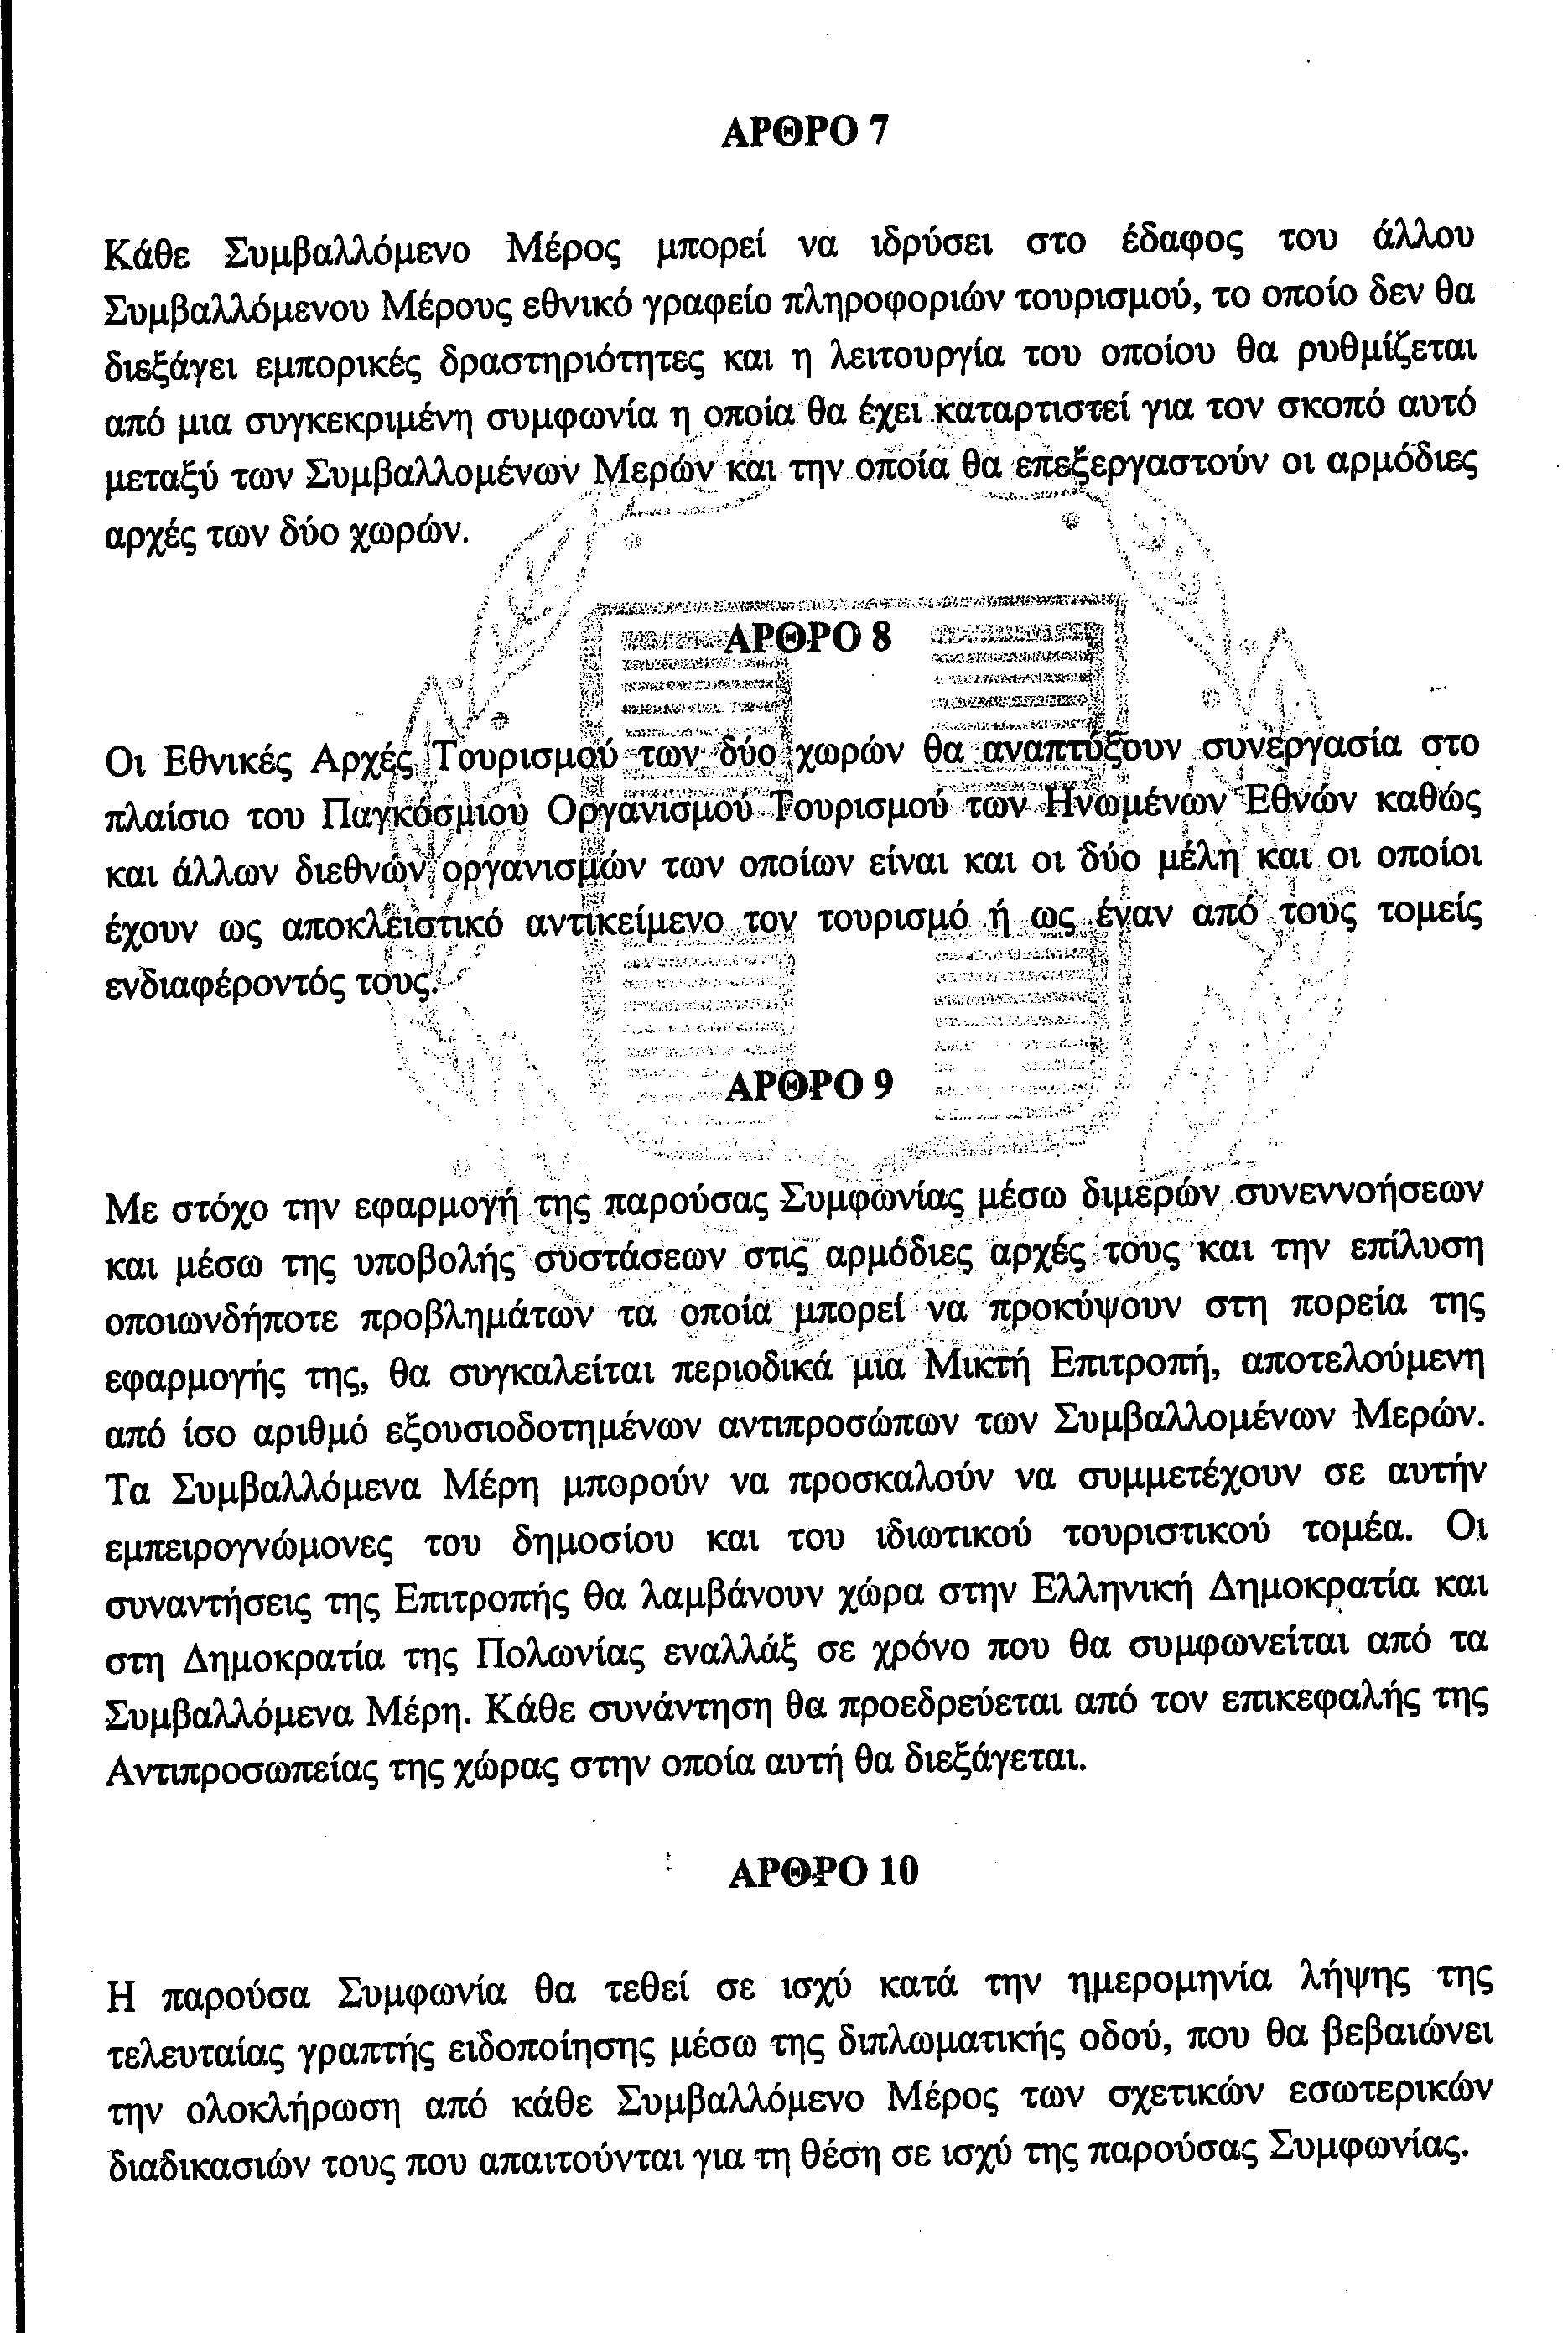 ΑΡΘΡΟ 7
Κάθε Συμβαλλόμενο Μέρος μπορεί να ιδρύσει στο έδαφος του άλλου
Συμβαλλόμενου Μέρους εθνικό γραφείο πληροφοριών τουρισμού, το οποίο δεν θα
διεξάγει εμπορικές δραστηριότητες και η λειτουργία του οποίου θα ρυθμίζεται
από μια συγκεκριμένη συμφωνία η οποία θα έχει καταρτιστεί για τον σκοπό αυτό
μεταξύ των Συμβαλλομένων Μερών και την οποία θα επεξεργαστούν οι αρμόδιες
αρχές των δύο χωρών.
ΑΡΘΡΟ 8
Οι Εθνικές Αρχές Τουρισμού των δύο χωρών θα αναπτύξουν συνεργασία στο
πλαίσιο του Παγκόσμιου Οργανισμού Τουρισμού των Ηνωμένων Εθνών καθώς
και άλλων διεθνών οργανισμών των οποίων είναι και οι δύο μέλη και οι οποίοι
έχουν ως αποκλειστικό αντικείμενο τον τουρισμό ή ως έναν από τους τομείς
ενδιαφέροντός τους.
ΑΡΘΡΟ 9
Με στόχο την εφαρμογή της παρούσας Συμφωνίας μέσω διμερών συνεννοήσεων
και μέσω της υποβολής συστάσεων στις αρμόδιες αρχές τους και την επίλυση
οποιωνδήποτε προβλημάτων τα οποία μπορεί να προκύψουν στη πορεία της
εφαρμογής της, θα συγκαλείται περιοδικά μια Μικτή Επιτροπή, αποτελούμενη
από ίσο αριθμό εξουσιοδοτημένων αντιπροσώπων των Συμβαλλομένων Μερών.
Τα Συμβαλλόμενα Μέρη μπορούν να προσκαλούν να συμμετέχουν σε αυτήν
εμπειρογνώμονες του δημοσίου και του ιδιωτικού τουριστικού τομέα. Οι
συναντήσεις της Επιτροπής θα λαμβάνουν χώρα στην Ελληνική Δημοκρατία και
στη Δημοκρατία της Πολωνίας εναλλάξ σε χρόνο που θα συμφωνείται από τα
Συμβαλλόμενα Μέρη. Κάθε συνάντηση θα προεδρεύεται από τον επικεφαλής της
Αντιπροσωπείας της χώρας στην οποία αυτή θα διεξάγεται.
ΑΡΘΡΟ 10
Η παρούσα Συμφωνία θα τεθεί σε ισχύ κατά την ημερομηνία λήψης της
τελευταίας γραπτής ειδοποίησης μέσω της διπλωματικής οδού, που θα βεβαιώνει
την ολοκλήρωση από κάθε Συμβαλλόμενο Μέρος των σχετικών εσωτερικών
διαδικασιών τους που απαιτούνται για τη θέση σε ισχύ της παρούσας Συμφωνίας.